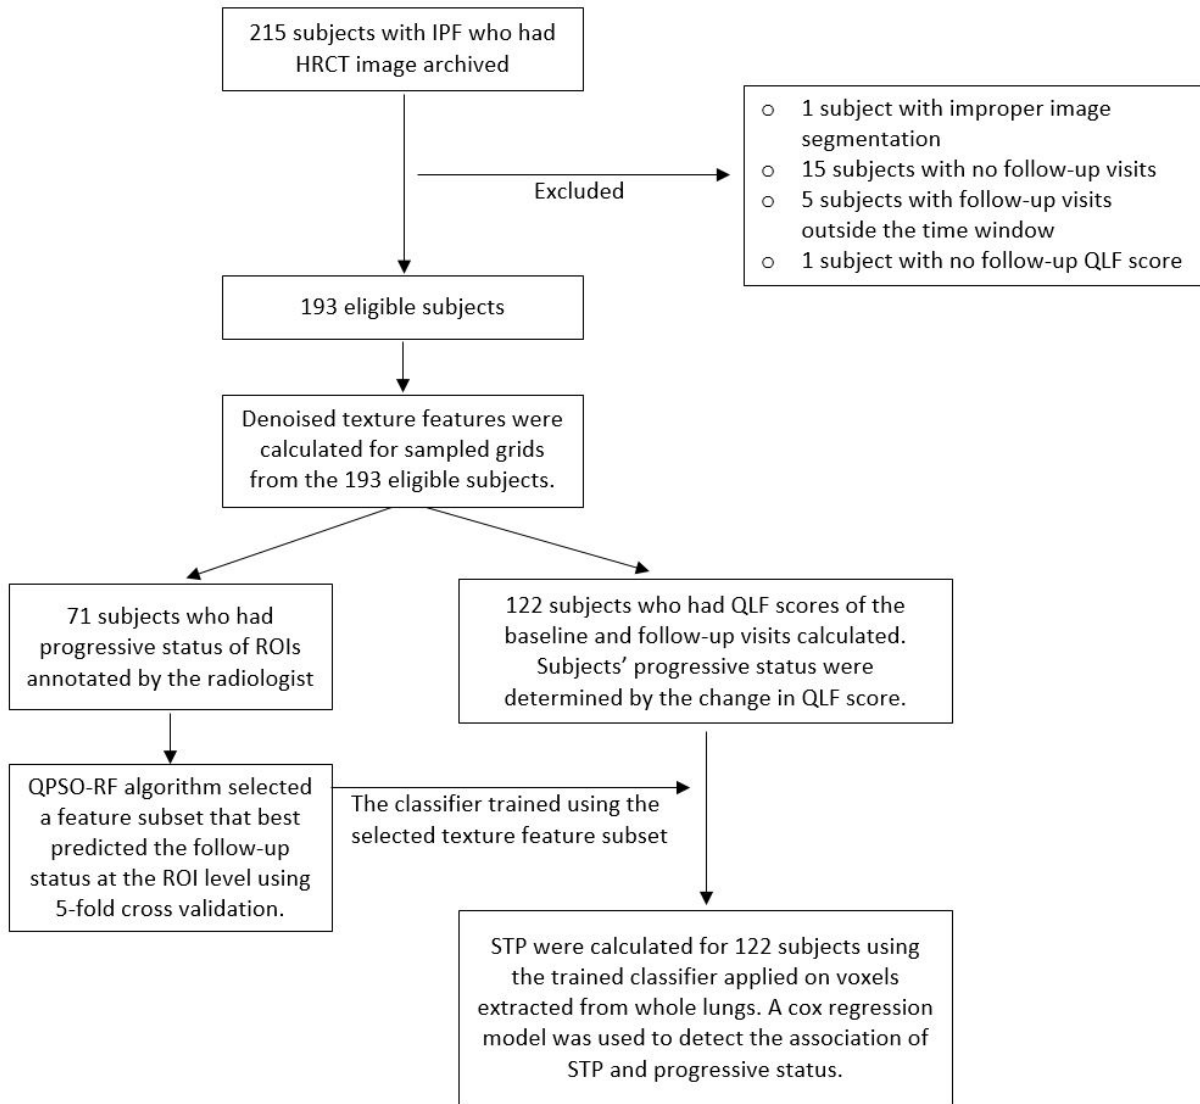 215 subjects with IPF who had
HRCT image archived
o 1 subject with improper image
segmentation
o 15 subjects with no follow-up visits
o 5 subjects with follow-up visits
outside the time window
o 1 subject with no follow-up QLF score
Excluded
193 eligible subjects
Denoised texture features were
calculated for sampled grids
from the 193 eligible subjects.
71 subjects who had
progressive status of ROIs
annotated by the radiologist
122 subjects who had QLF scores of the
baseline and follow-up visits calculated.
Subjects’ progressive status were
determined by the change in QLF score.
QPSO-RF algorithm selected
a feature subset that best
predicted the follow-up
status at the ROI level using
5-fold cross validation.
The classifier trained using the
selected texture feature subset
STP were calculated for 122 subjects using
the trained classifier applied on voxels
extracted from whole lungs. A cox regression
model was used to detect the association of
STP and progressive status.